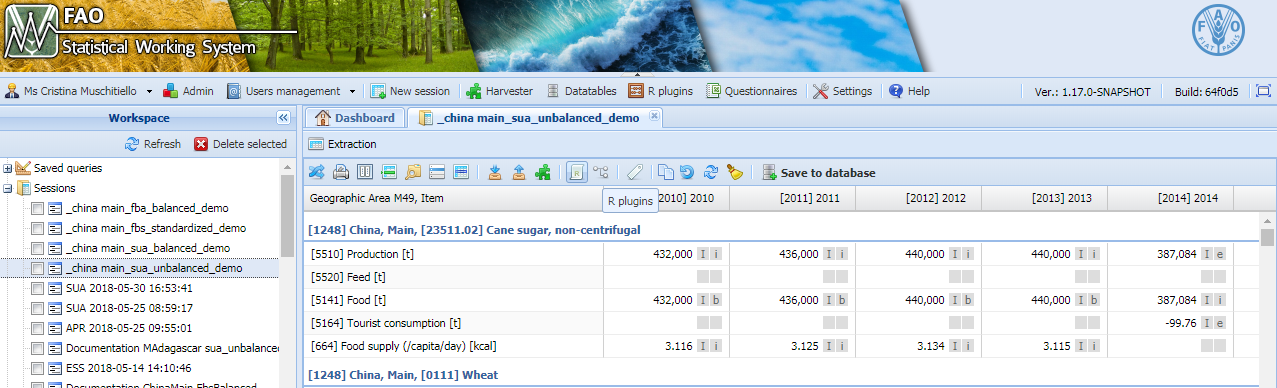 FAO
Statistical Working System
FAO
FIAT PANIS
Ms Cristina Muschitiello Admin Users management New session Harvester Datatables R plugins Questionnaires Settings Help Ver.: 1.17.0-SNAPSHOT Build: 64f0d5
Workspace
Refresh Delete selected
Saved queries
Sessions
_china main_fba_balanced_demo
_china main_fbs_standardized_demo
_china main_sua_balanced_demo
_china main_sua_unbalanced_demo
SUA 2018-05-30 16:53:41
SUA 2018-05-25 08:59:17
APR 2018-05-25 09:55:01
Documentation MAdagascar sua_unbalanced
ESS 2018-05-14 14:10:46
Documentation ChinaMain FbsBalanced
Dashboard _china main_sua_unbalanced_demo
Extraction
Save to database
R plugins
Geographic Area M49, Item 2010] 2010 [2011] 2011 [2012] 2012 [2013] 2013 [2014] 2014
[1248] China, Main, [23511.02] Cane sugar, non-centrifugal
[5510] Production [t] 432,000 I i 436,000 I i 440,000 I i 440,000 I i 387,084 I e
[5520] Feed [t]
[5141] Food [t] 432,000 I b 436,000 I b 440,000 I b 440,000 I b 387,084 I i
[5164] Tourist consumption [t] -99.76 I e
[664] Food supply (/capita/day) [kcal] 3.116 I i 3.125 I i 3.134 I i 3.115 I i
[1248] China, Main, [0111] Wheat